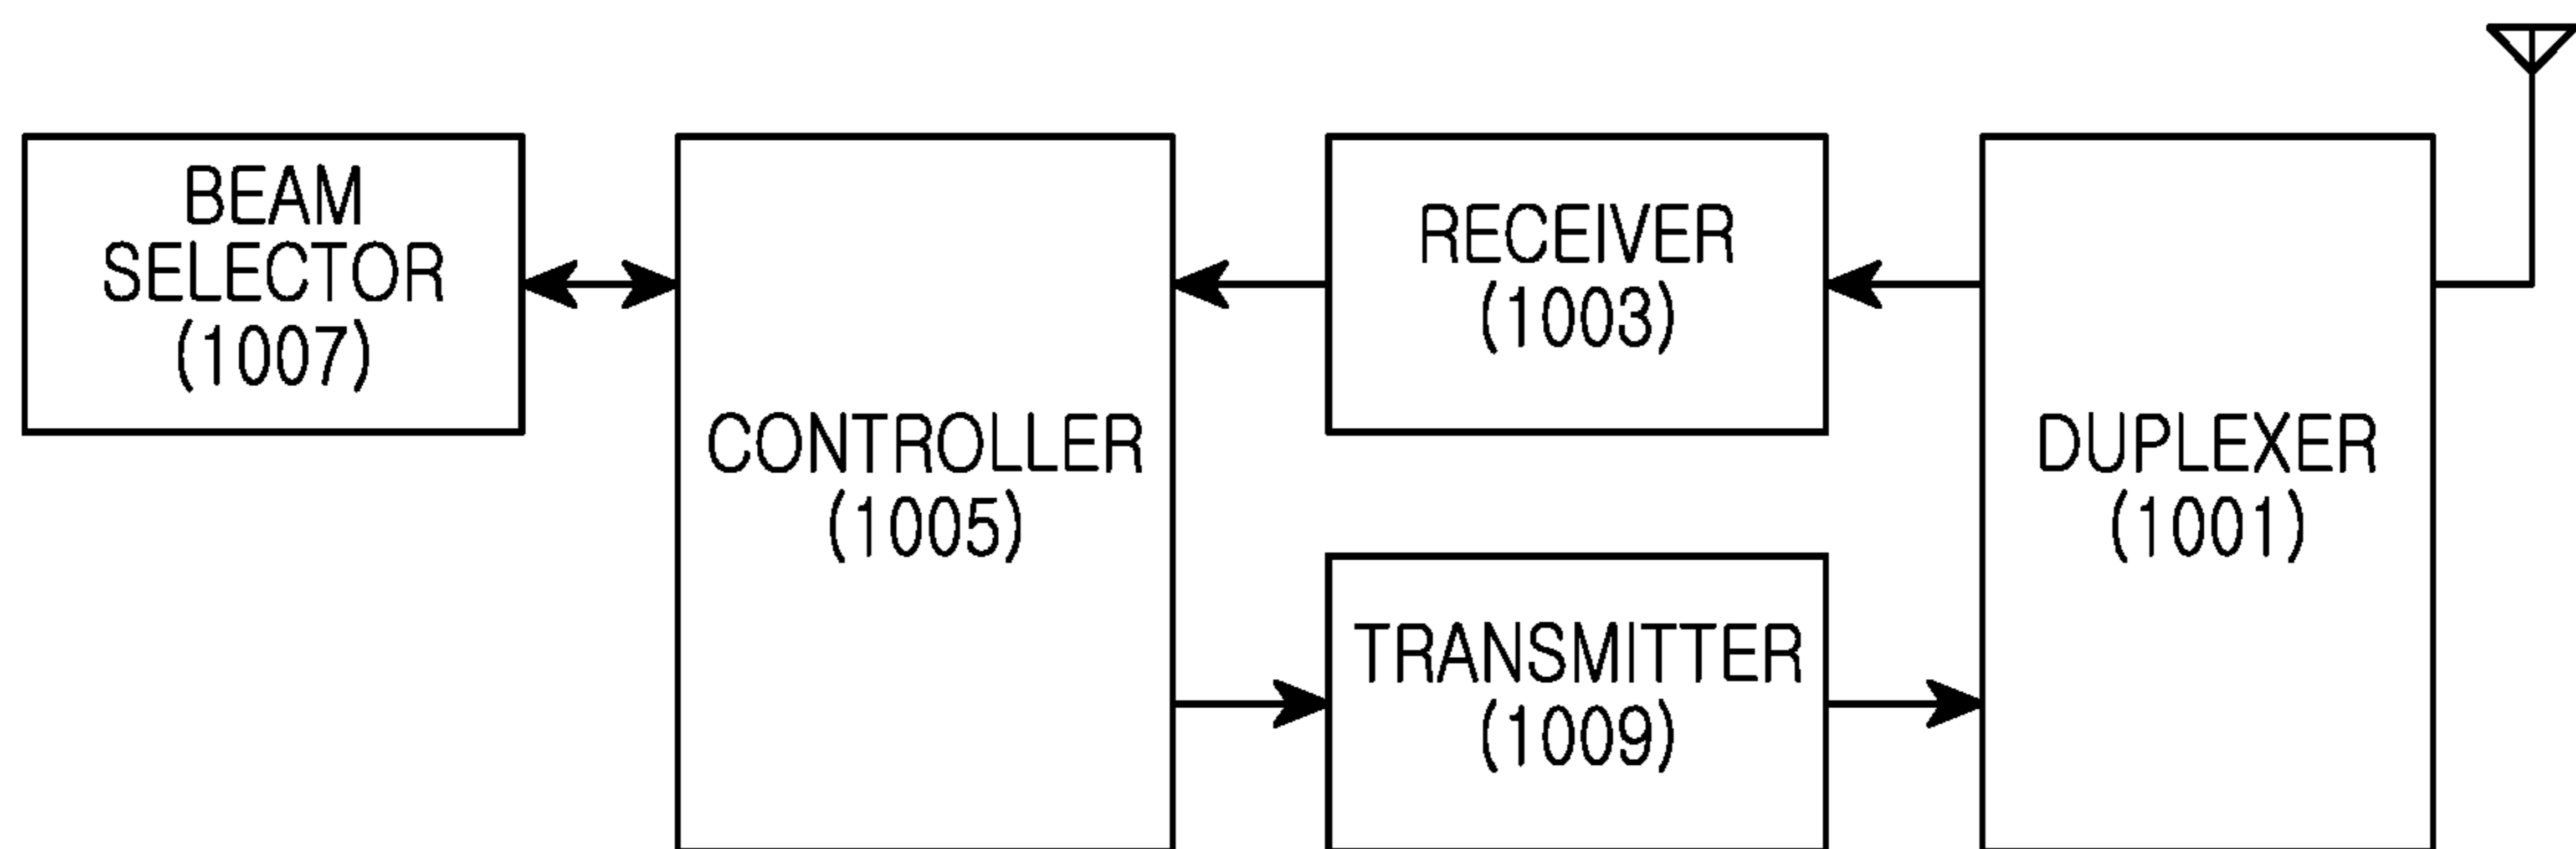 BEAM
SELECTOR
(1007)
CONTROLLER
(1005)
RECEIVER
(1003)
TRANSMITTER
(1009)
DUPLEXER
(1001)